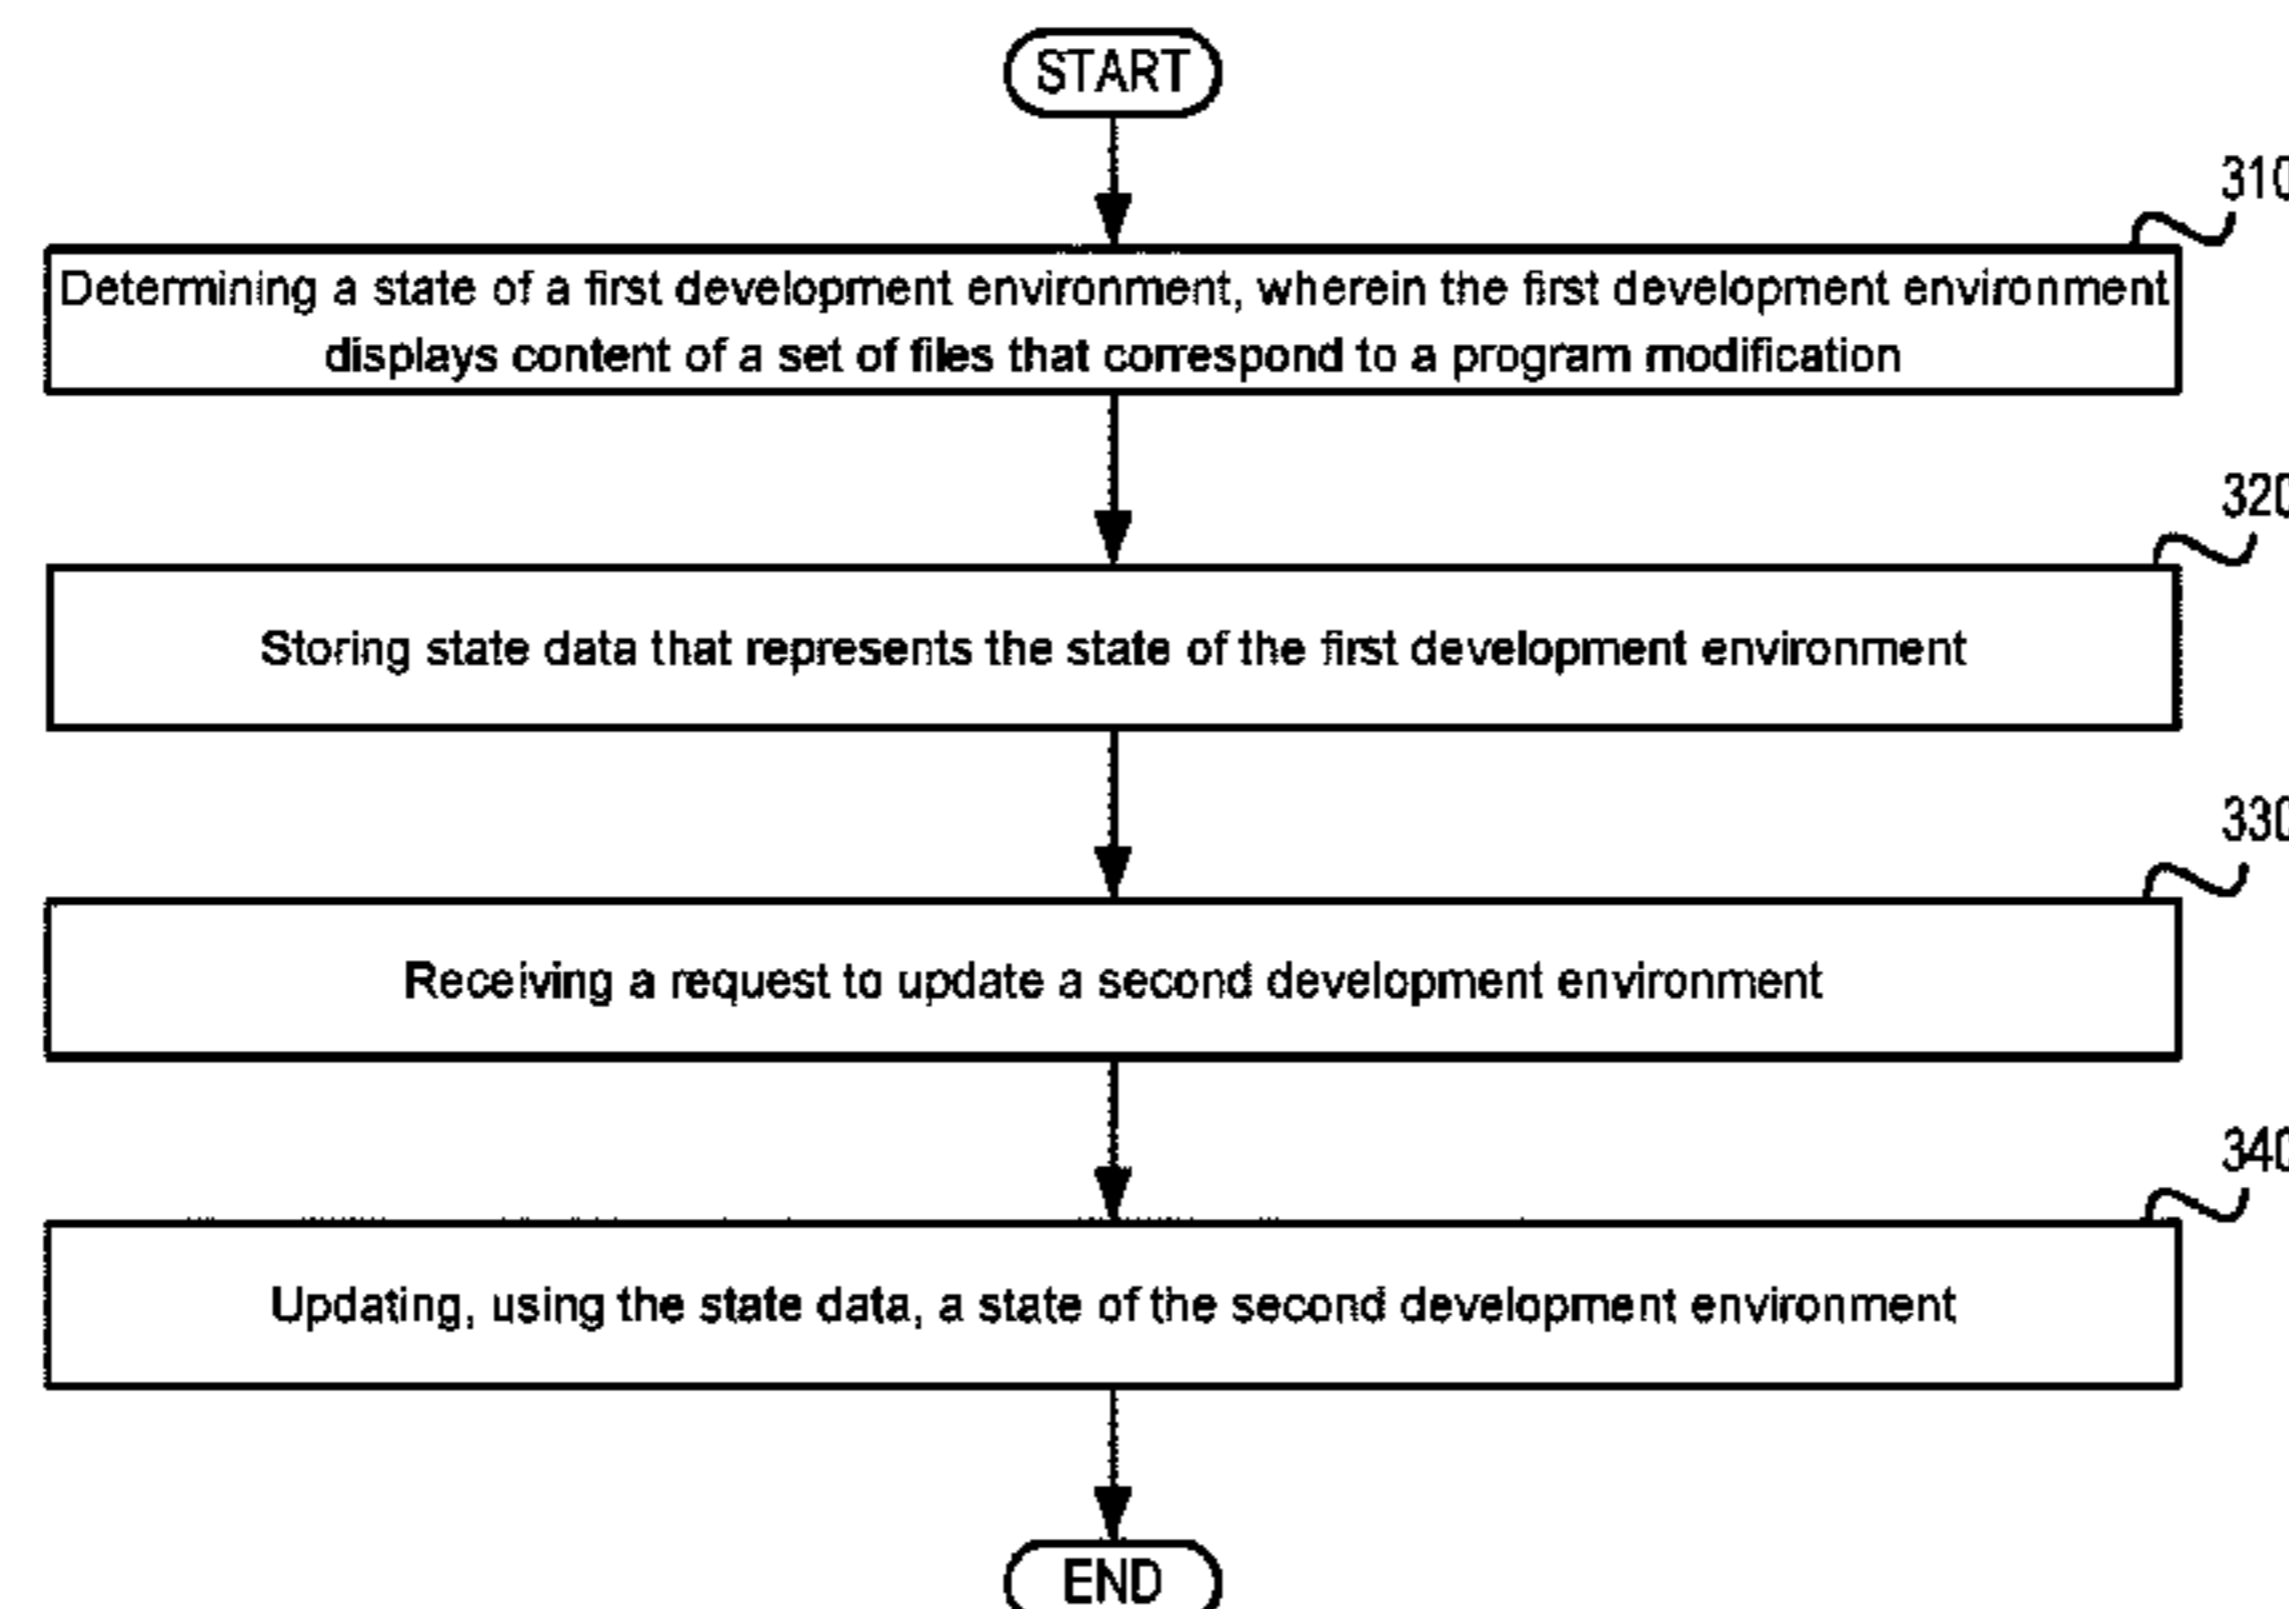 START
310
Determining a state of a first development environment, wherein the first development environment
displays content of a set of files that correspond to a program modification
320
Storing state data that represents the state of the first development environment
330
Receiving a request to update a second development environment
340
Updating, using the state data, a state of the second development environment
END